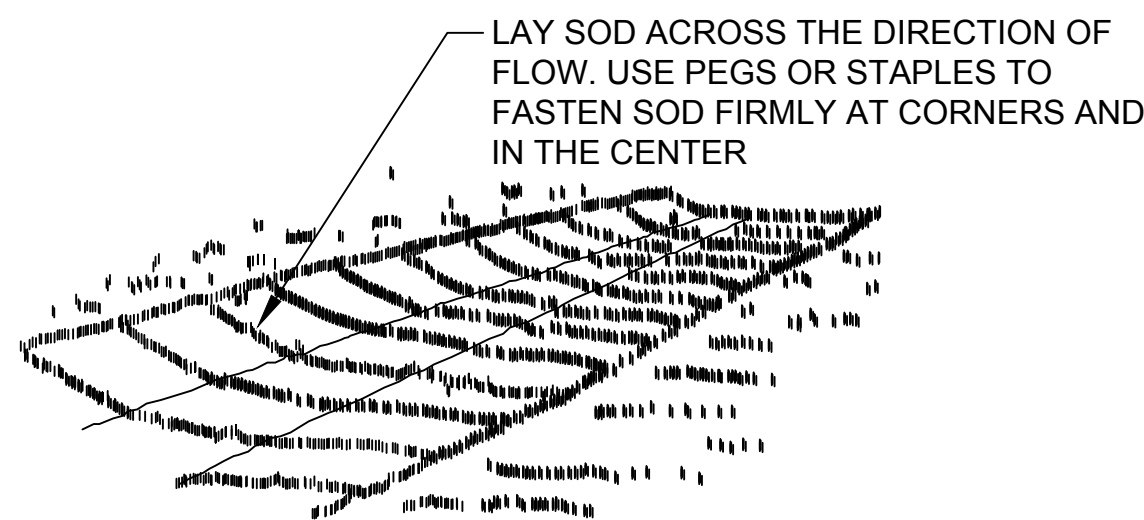 LAY SOD ACROSS THE DIRECTION OF
FLOW. USE PEGS OR STAPLES TO
FASTEN SOD FIRMLY AT CORNERS AND
IN THE CENTER